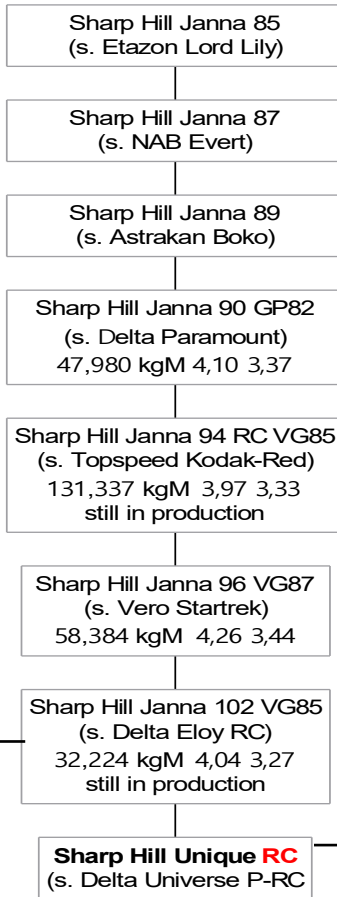 Sharp Hill Janna 85
(s. Etazon Lord Lily)
Sharp Hill Janna 87
(s. NAB Evert)
Sharp Hill Janna 89
(s. Astrakan Boko)
Sharp Hill Janna 90 GP82
(s. Delta Paramount)
47,980 kgM 4,10 3,37
Sharp Hill Janna 94 RC VG85
(s. Topspeed Kodak-Red)
131,337 kgM 3,97 3,33
still in production
Sharp Hill Janna 96 VG87
(s. Vero Startrek)
58,384 kgM 4,26 3,44
Sharp Hill Janna 102 VG85
(s. Delta Eloy RC)
32,224 kgM 4,04 3,27
still in production
Sharp Hill Unique RC
(s. Delta Universe P-RC